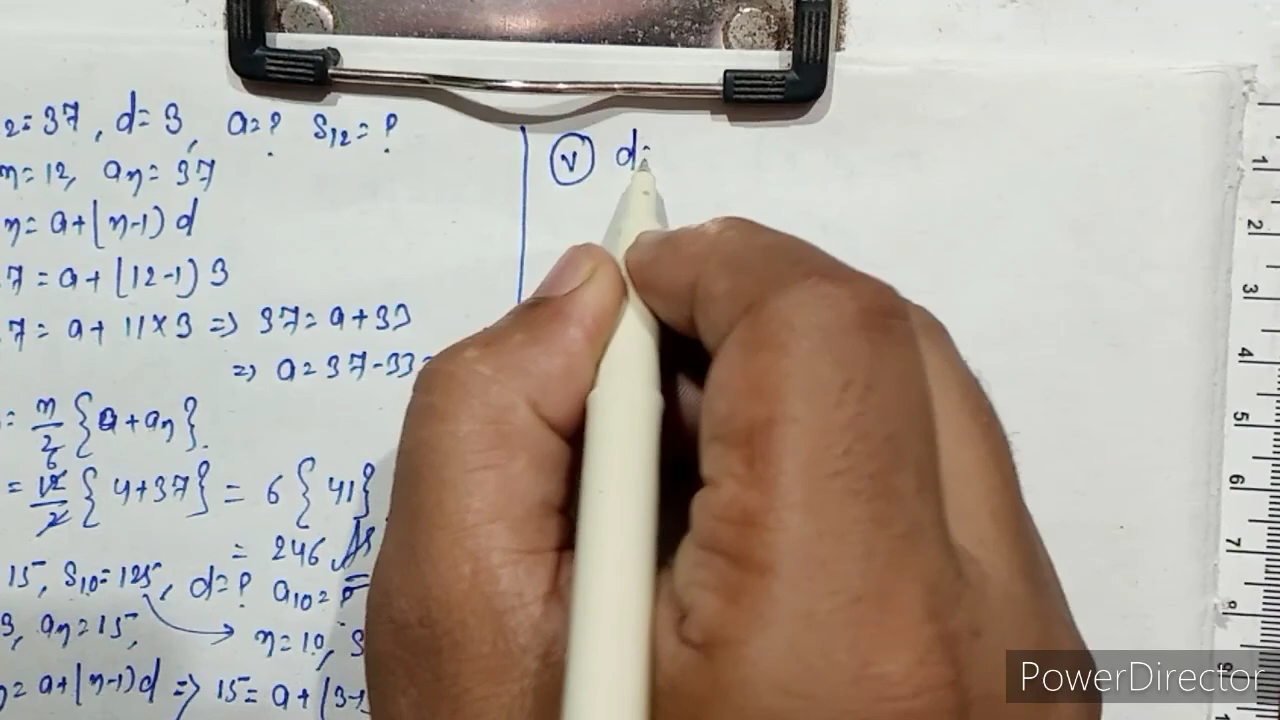 2=37, d=3, a=? S12=?
n=12, an=37
n=a+(n-1)d
7=a+(12-1)3
7=a+11×3 => 37=a+33
=> a=37-33=
= n/2 {a+an}
= 12/2 {4+37} = 6{41}
= 246
15, S10=125, d=? a10=?
3, an=15,
n=10, S
n=a+(n-1)d => 15=a+(3-1
(v) d=
1
2
3
4
5
6
7
8
9
PowerDirector